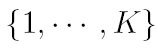 {1, ⋯ , K}